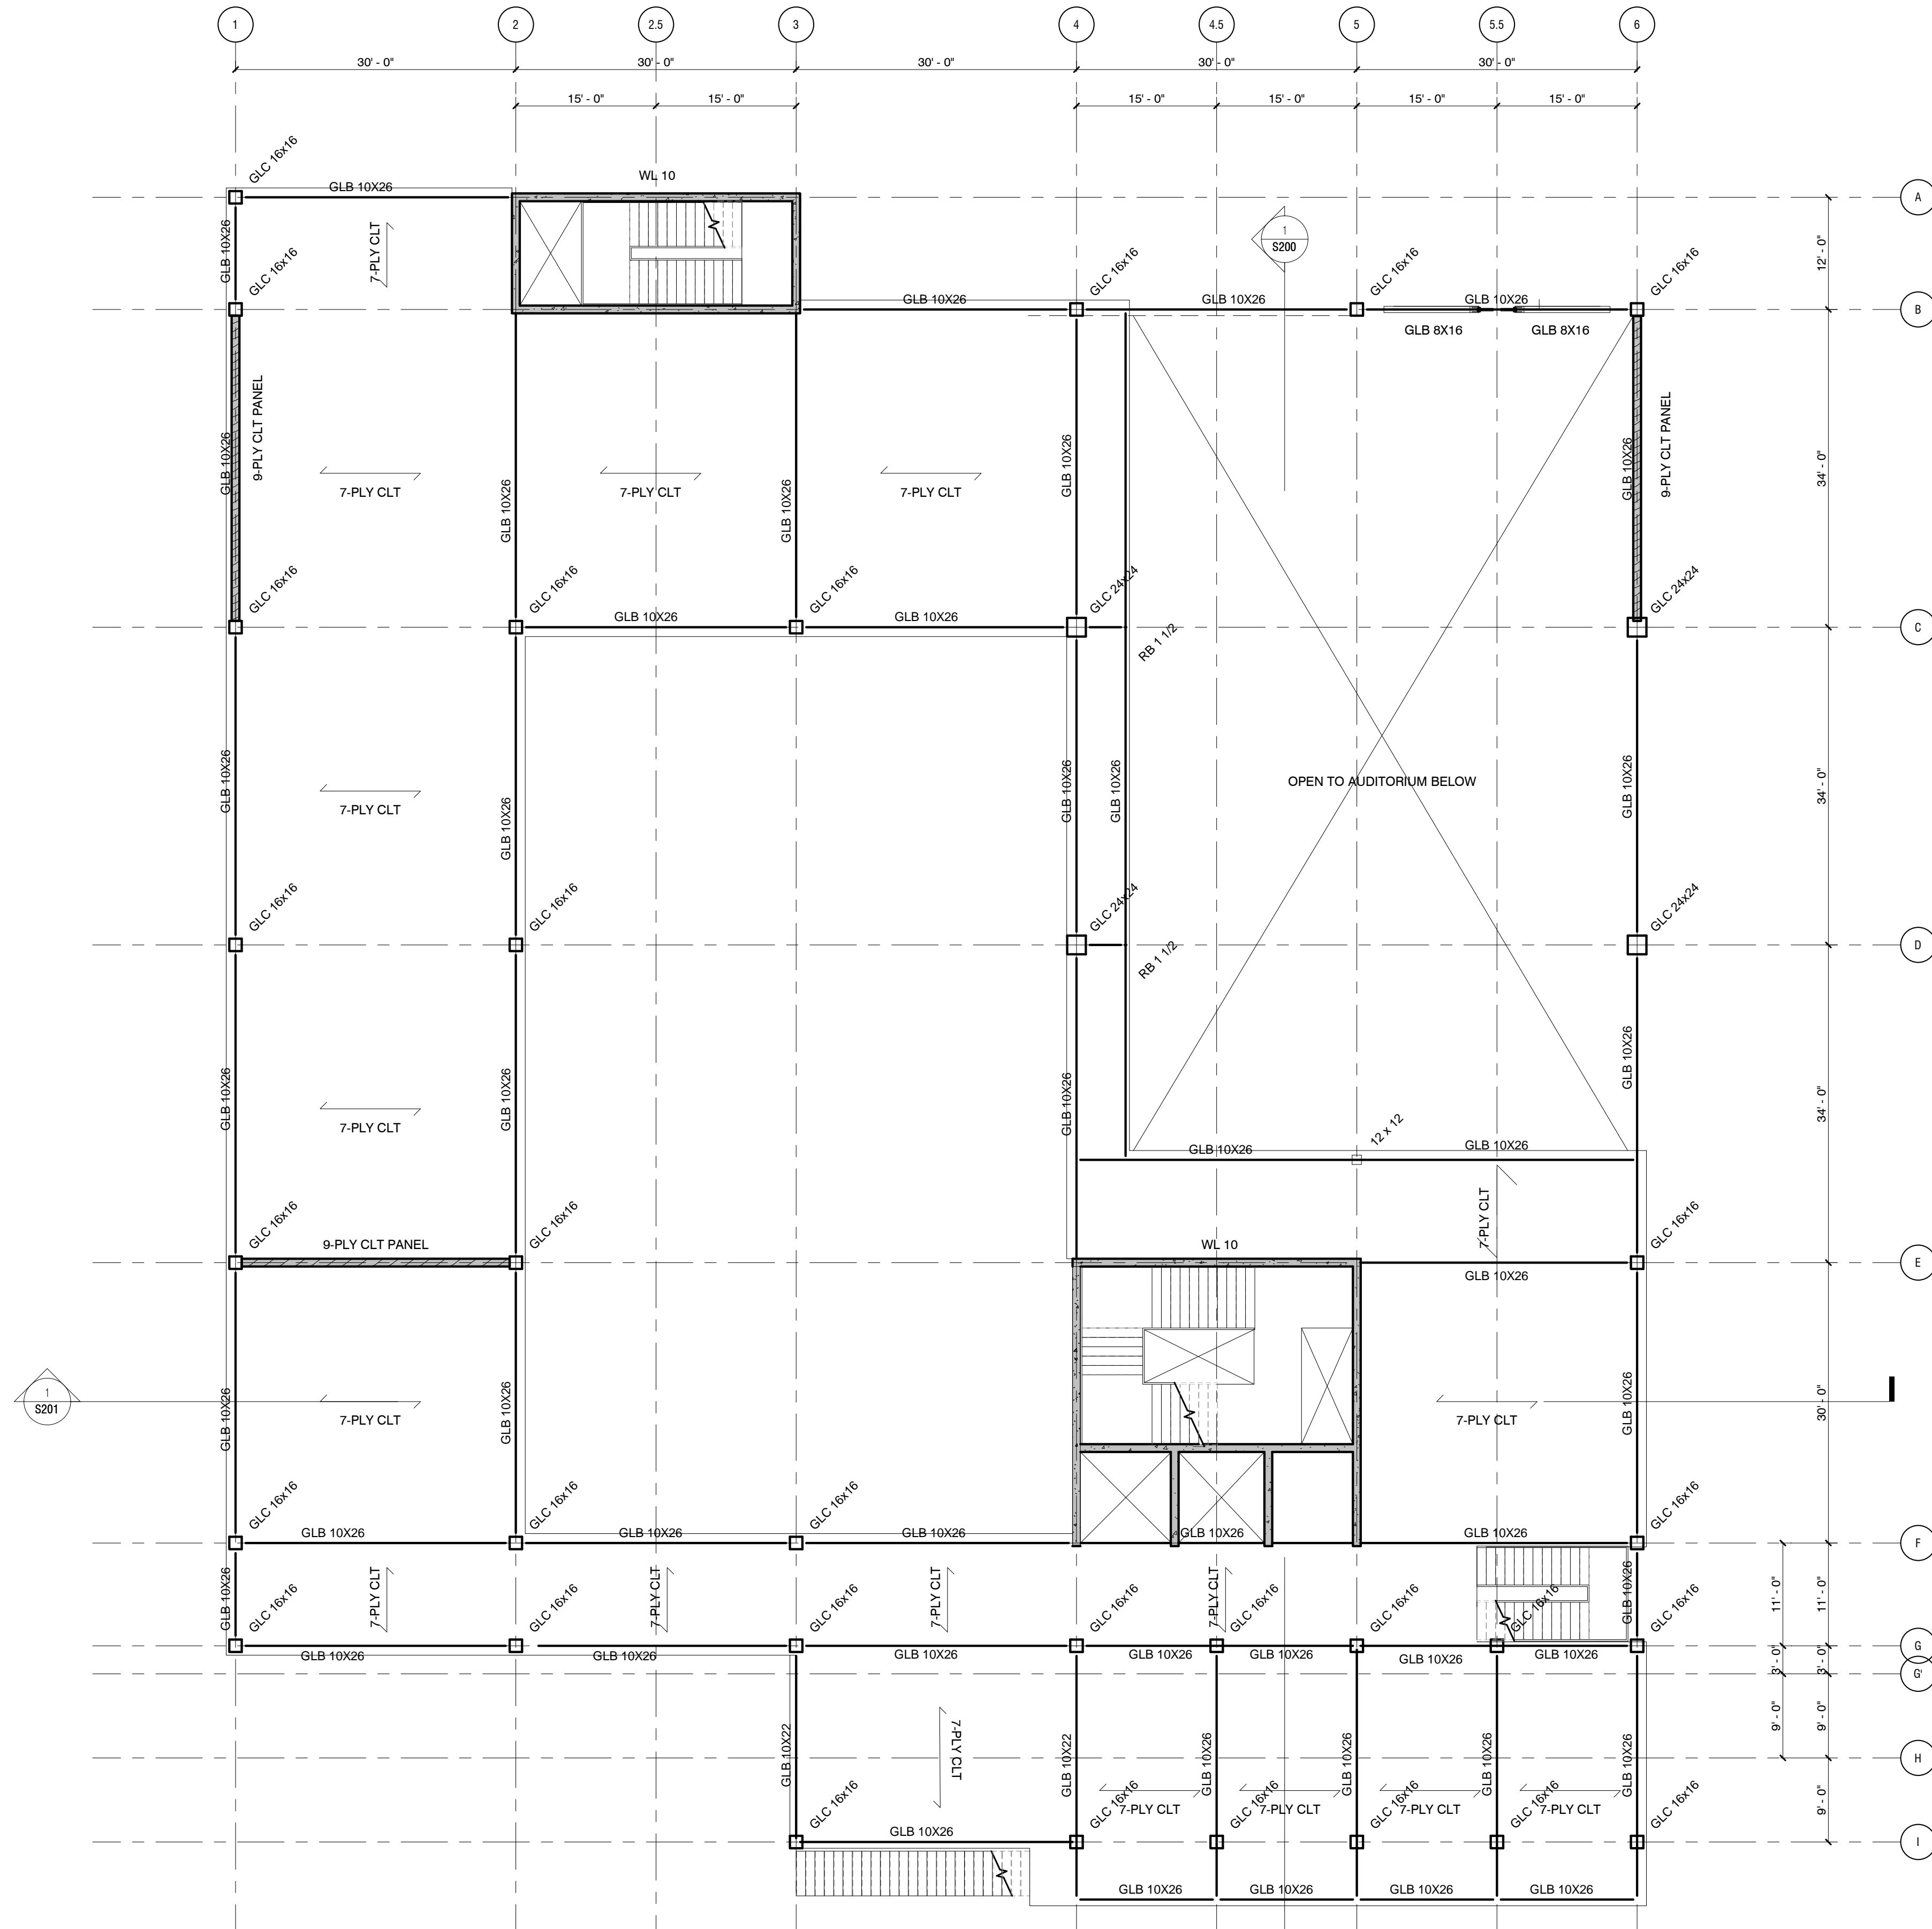 1
2
2.5
3
4
4.5
5
5.5
6
30' - 0"
30' - 0"
30' - 0"
30' - 0"
30' - 0"
15' - 0"
15' - 0"
15' - 0"
15' - 0"
15' - 0"
15' - 0"
GLC 16x16
GLB 10X26
WL 10
A
GLB 10X26
7-PLY CLT
1
S200
12' - 0"
GLC 16x16
GLC 16x16
GLC 16x16
GLC 16x16
GLB 10X26
GLB 10X26
GLB 10X26
B
GLB 8X16
GLB 8X16
9-PLY CLT PANEL
9-PLY CLT PANEL
GLB 10X26
GLB 10X26
GLB 10X26
34' - 0"
7-PLY CLT
7-PLY CLT
7-PLY CLT
GLB 10X26
GLB 10X26
GLC 16x16
GLC 16x16
GLC 16x16
GLC 24x24
GLC 24x24
GLB 10X26
GLB 10X26
C
RB 1 1/2
GLB 10X26
GLB 10X26
GLB 10X26
GLB 10X26
GLB 10X26
OPEN TO AUDITORIUM BELOW
34' - 0"
7-PLY CLT
GLC 16x16
GLC 16x16
GLC 24x24
GLC 24x24
D
RB 1 1/2
GLB 10X26
GLB 10X26
GLB 10X26
GLB 10X26
34' - 0"
7-PLY CLT
12 x 12
GLB 10X26
GLB 10X26
7-PLY CLT
GLC 16x16
GLC 16x16
GLC 16x16
9-PLY CLT PANEL
WL 10
E
GLB 10X26
1
S201
GLB 10X26
GLB 10X26
GLB 10X26
30' - 0"
7-PLY CLT
7-PLY CLT
GLC 16x16
GLC 16x16
GLC 16x16
GLC 16x16
GLB 10X26
GLB 10X26
GLB 10X26
GLB 10X26
GLB 10X26
F
GLB 10X26
7-PLY CLT
7-PLY CLT
7-PLY CLT
7-PLY CLT
GLB 10X26
11' - 0"
11' - 0"
GLC 16x16
GLC 16x16
GLC 16x16
GLC 16x16
GLC 16x16
GLC 16x16
GLC 16x16
GLC 16x16
G
GLB 10X26
GLB 10X26
GLB 10X26
GLB 10X26
GLB 10X26
GLB 10X26
GLB 10X26
3' - 0"
3' - 0"
G'
9' - 0"
9' - 0"
GLB 10X22
7-PLY CLT
GLB 10X22
GLB 10X26
GLB 10X26
GLB 10X26
GLB 10X26
H
GLC 16x16
GLC 16x16
GLC 16x16
GLC 16x16
GLC 16x16
GLC 16x16
7-PLY CLT
7-PLY CLT
7-PLY CLT
7-PLY CLT
9' - 0"
GLB 10X26
I
GLB 10X26
GLB 10X26
GLB 10X26
GLB 10X26